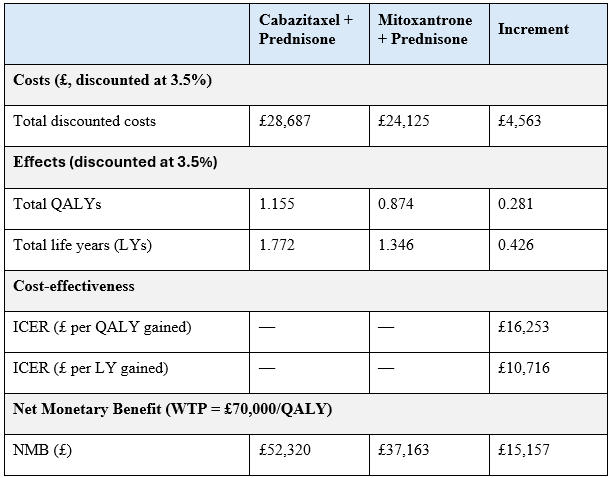 Cabazitaxel + Prednisone | Mitoxantrone + Prednisone | Increment
Costs (£, discounted at 3.5%)
Total discounted costs | £28,687 | £24,125 | £4,563
Effects (discounted at 3.5%)
Total QALYs | 1.155 | 0.874 | 0.281
Total life years (LYs) | 1.772 | 1.346 | 0.426
Cost-effectiveness
ICER (£ per QALY gained) | — | — | £16,253
ICER (£ per LY gained) | — | — | £10,716
Net Monetary Benefit (WTP = £70,000/QALY)
NMB (£) | £52,320 | £37,163 | £15,157